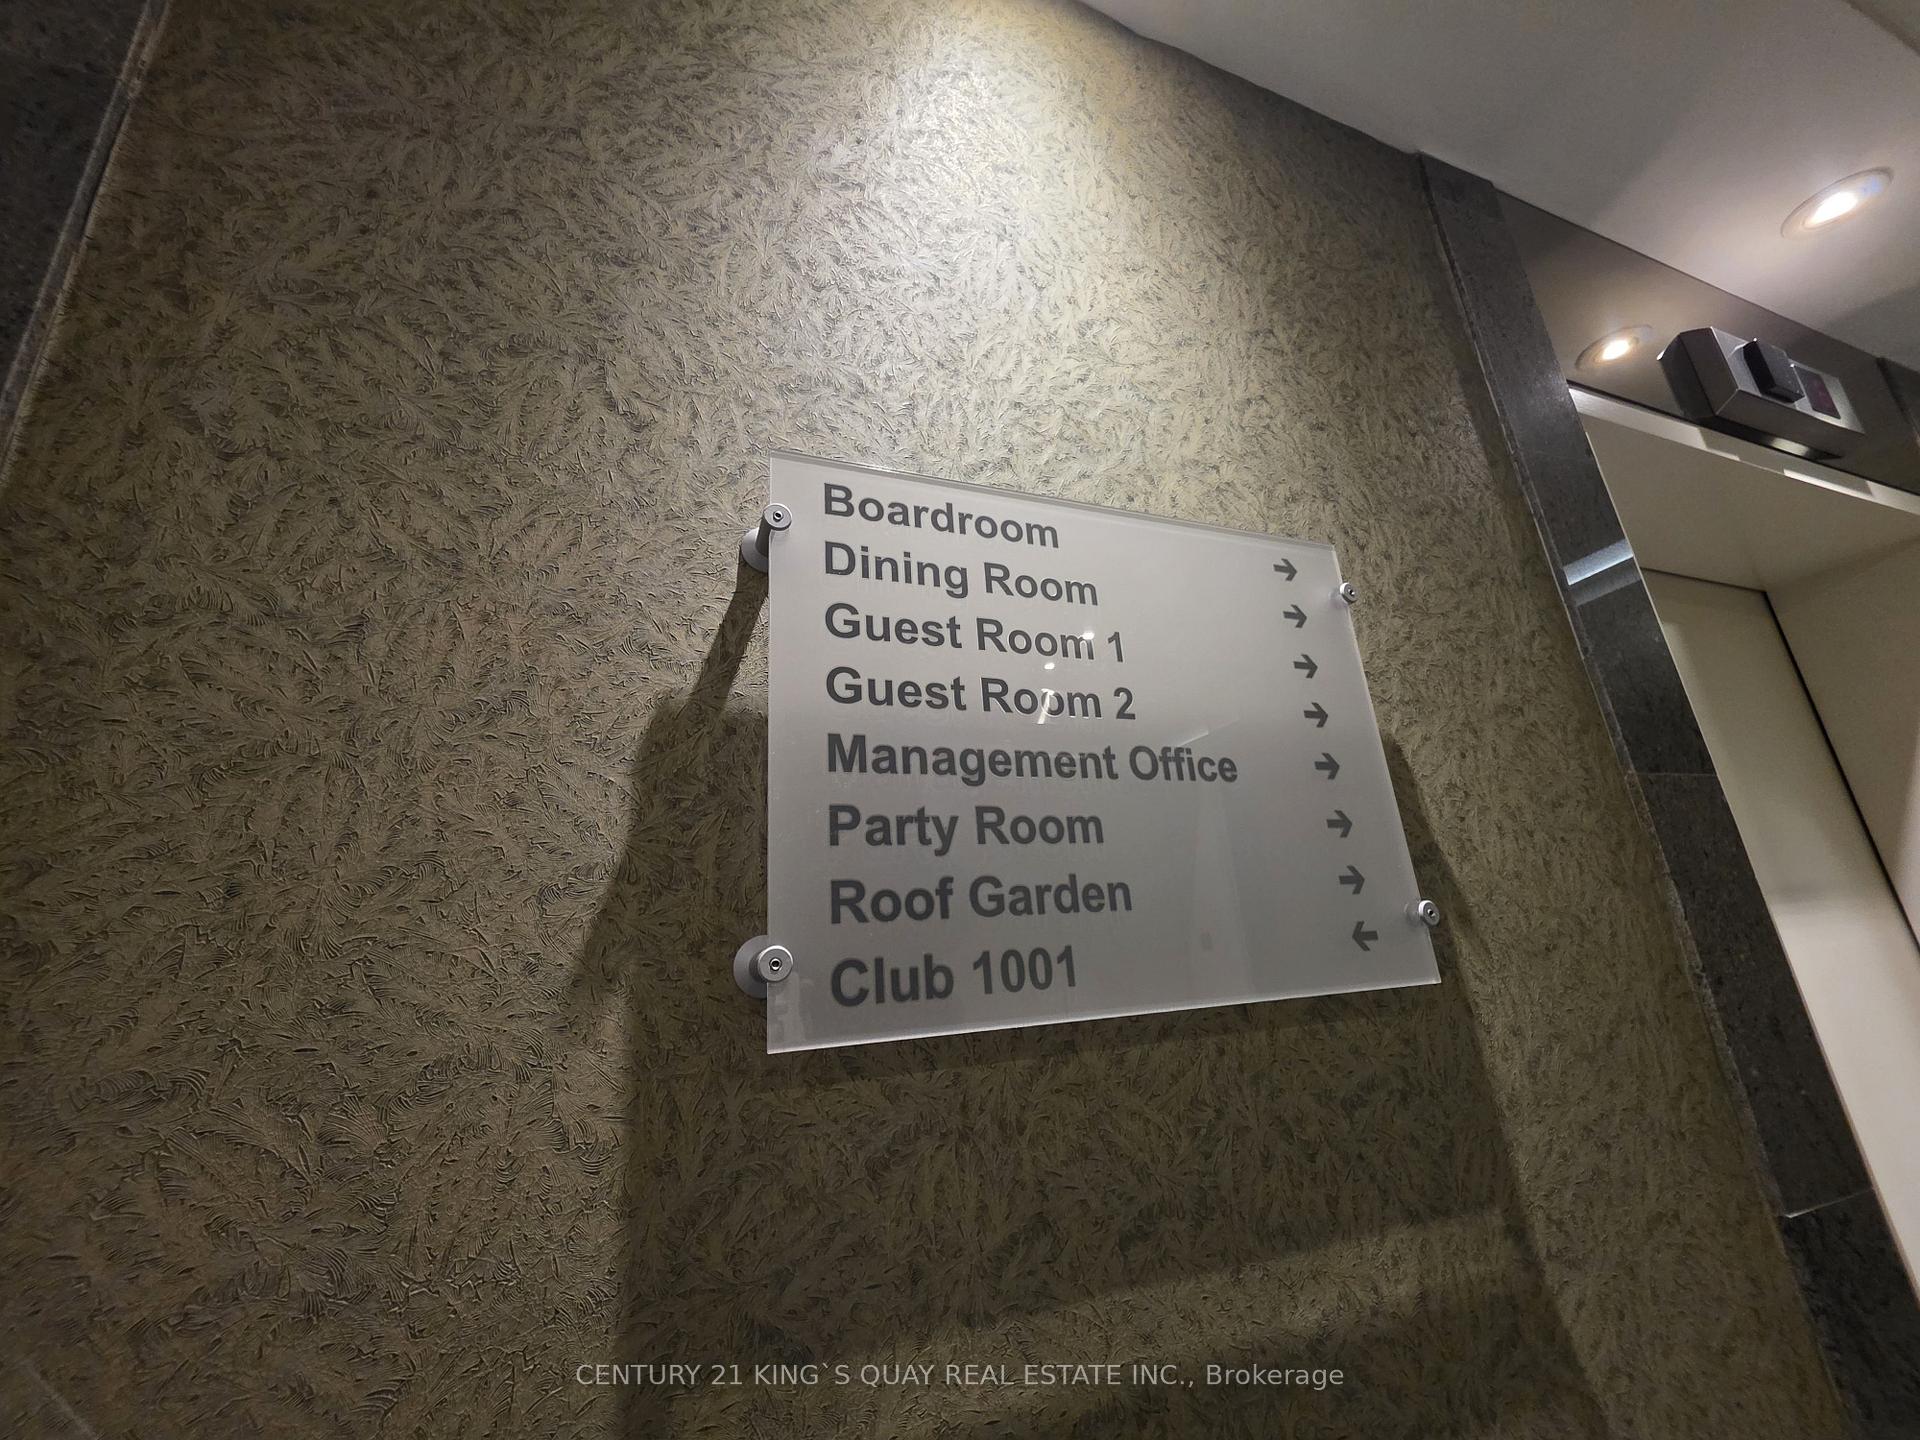 Boardroom →
Dining Room →
Guest Room 1 →
Guest Room 2 →
Management Office →
Party Room →
Roof Garden →
Club 1001 ←
CENTURY 21 KING`S QUAY REAL ESTATE INC., Brokerage